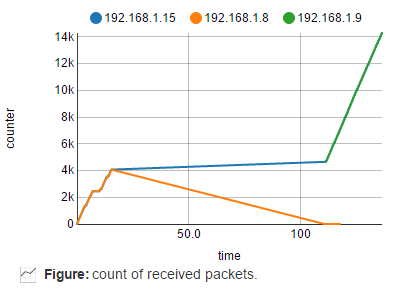 192.168.1.15 192.168.1.8 192.168.1.9
14k
12k
10k
8k
6k
4k
2k
0
counter
50.0 100
time
Figure: count of received packets.